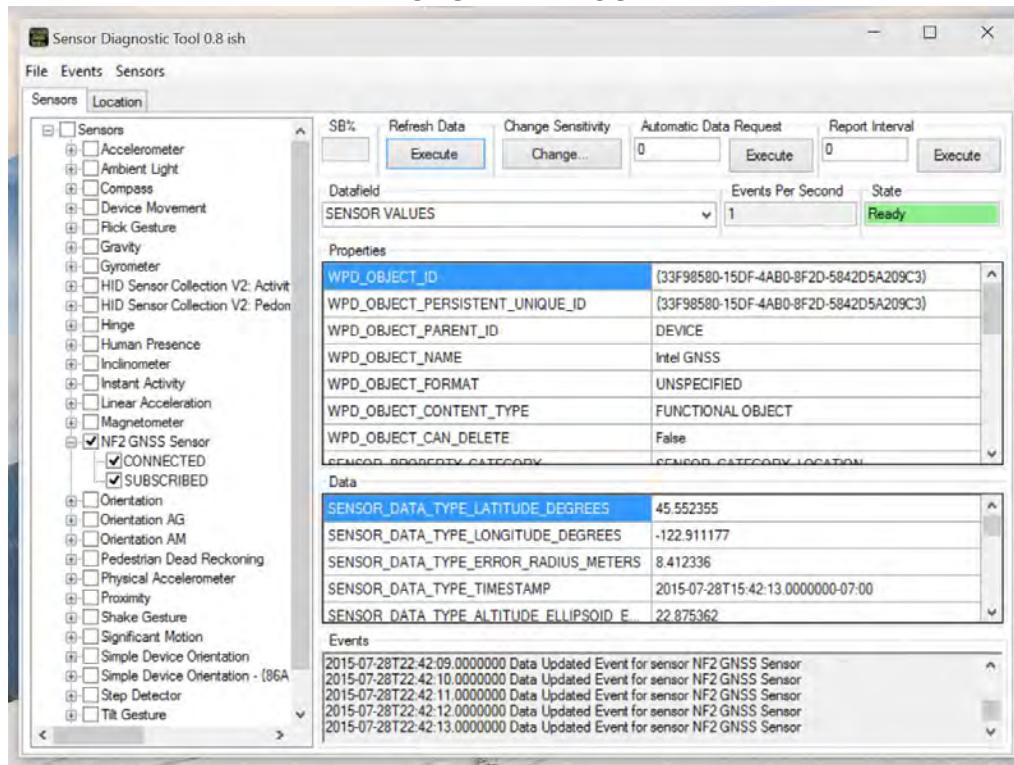 Sensor Diagnostic Tool 0.8 ish
File Events Sensors
Sensors Location
Sensors
Accelerometer
Ambient Light
Compass
Device Movement
Flick Gesture
Gravity
Gyrometer
HID Sensor Collection V2: Activit
HID Sensor Collection V2: Pedom
Hinge
Human Presence
Inclinometer
Instant Activity
Linear Acceleration
Magnetometer
NF2 GNSS Sensor
CONNECTED
SUBSCRIBED
Orientation
Orientation AG
Orientation AM
Pedestrian Dead Reckoning
Physical Accelerometer
Proximity
Shake Gesture
Significant Motion
Simple Device Orientation
Simple Device Orientation - {86A
Step Detector
Tilt Gesture
SB% Refresh Data Change Sensitivity Automatic Data Request Report Interval
Execute Change... 0 Execute 0 Execute
Datafield Events Per Second State
SENSOR VALUES 1 Ready
Properties
WPD_OBJECT_ID {33F98580-15DF-4AB0-8F2D-5842D5A209C3}
WPD_OBJECT_PERSISTENT_UNIQUE_ID {33F98580-15DF-4AB0-8F2D-5842D5A209C3}
WPD_OBJECT_PARENT_ID DEVICE
WPD_OBJECT_NAME Intel GNSS
WPD_OBJECT_FORMAT UNSPECIFIED
WPD_OBJECT_CONTENT_TYPE FUNCTIONAL OBJECT
WPD_OBJECT_CAN_DELETE False
SENSOR_PROPERTY_CATEGORY SENSOR_CATEGORY_LOCATION
Data
SENSOR_DATA_TYPE_LATITUDE_DEGREES 45.552355
SENSOR_DATA_TYPE_LONGITUDE_DEGREES -122.911177
SENSOR_DATA_TYPE_ERROR_RADIUS_METERS 8.412336
SENSOR_DATA_TYPE_TIMESTAMP 2015-07-28T15:42:13.0000000-07:00
SENSOR_DATA_TYPE_ALTITUDE_ELLIPSOID_E... 22.875362
Events
2015-07-28T22:42:09.0000000 Data Updated Event for sensor NF2 GNSS Sensor
2015-07-28T22:42:10.0000000 Data Updated Event for sensor NF2 GNSS Sensor
2015-07-28T22:42:11.0000000 Data Updated Event for sensor NF2 GNSS Sensor
2015-07-28T22:42:12.0000000 Data Updated Event for sensor NF2 GNSS Sensor
2015-07-28T22:42:13.0000000 Data Updated Event for sensor NF2 GNSS Sensor